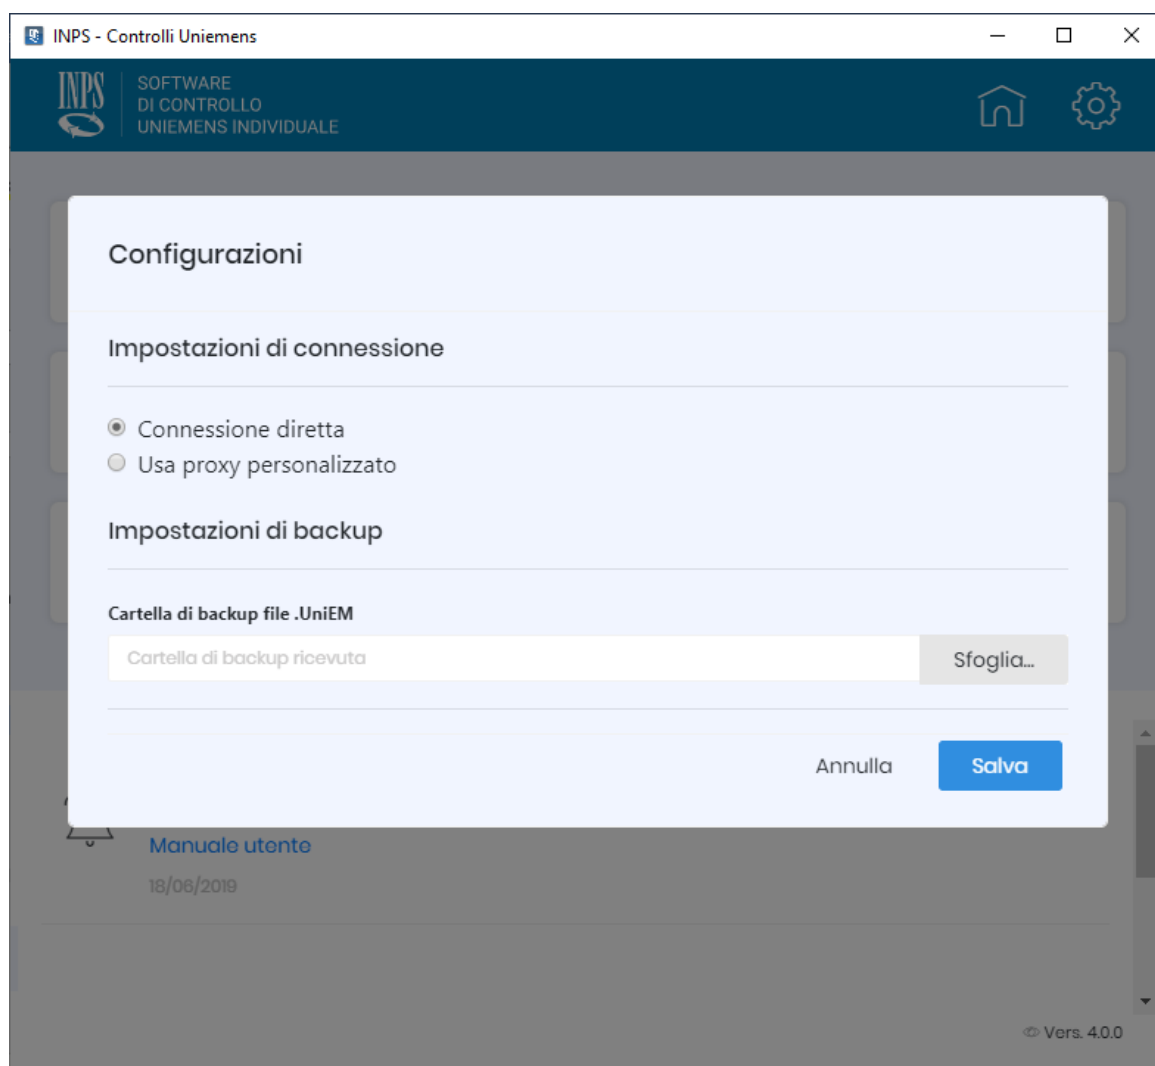 INPS - Controlli Uniemens
INPS
SOFTWARE
DI CONTROLLO
UNIEMENS INDIVIDUALE
Configurazioni
Impostazioni di connessione
Connessione diretta
Usa proxy personalizzato
Impostazioni di backup
Cartella di backup file .UniEM
Cartella di backup ricevuta
Sfoglia...
Annulla
Salva
Manuale utente
18/06/2019
Vers. 4.0.0